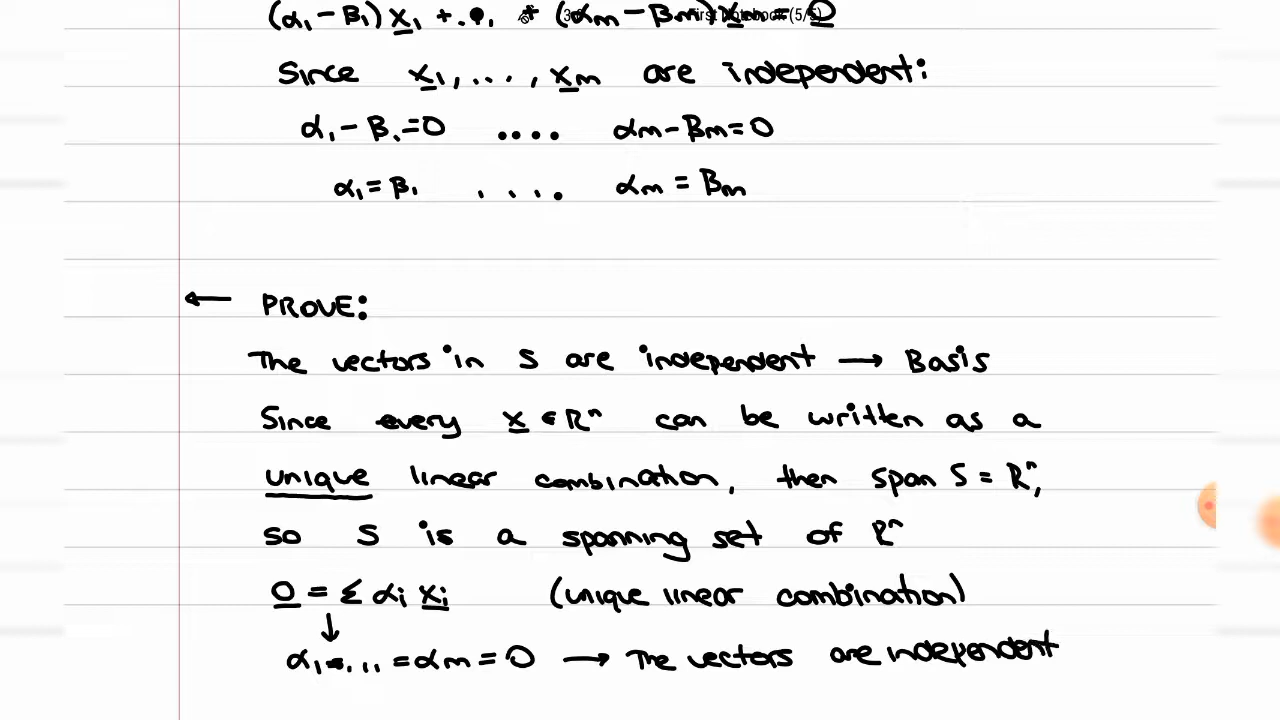 (α₁ - β₁) x₁ + ... + (αm - βm) xm = 0
Since x₁, ..., xm are independent:
α₁ - β₁ = 0 .... αm - βm = 0
α₁ = β₁ .... αm = βm
← PROVE:
The vectors in S are independent → Basis
Since every x ∈ Rⁿ can be written as a
unique linear combination, then span S = Rⁿ,
so S is a spanning set of Rⁿ
0 = Σ αi xi (unique linear combination)
↓
α₁ = ... = αm = 0 → The vectors are independent